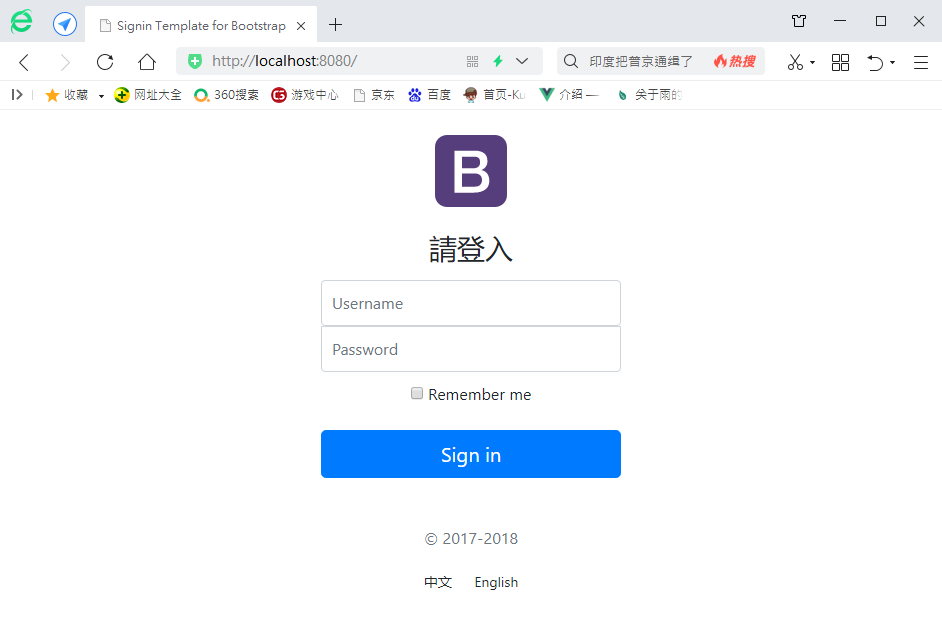 Signin Template for Bootstrap
http://localhost:8080/
印度把普京通缉了 热搜
收藏 网址大全 360搜索 游戏中心 京东 百度 首页-Ku 介绍 — 关于雨的
B
請登入
Username
Password
Remember me
Sign in
© 2017-2018
中文 English